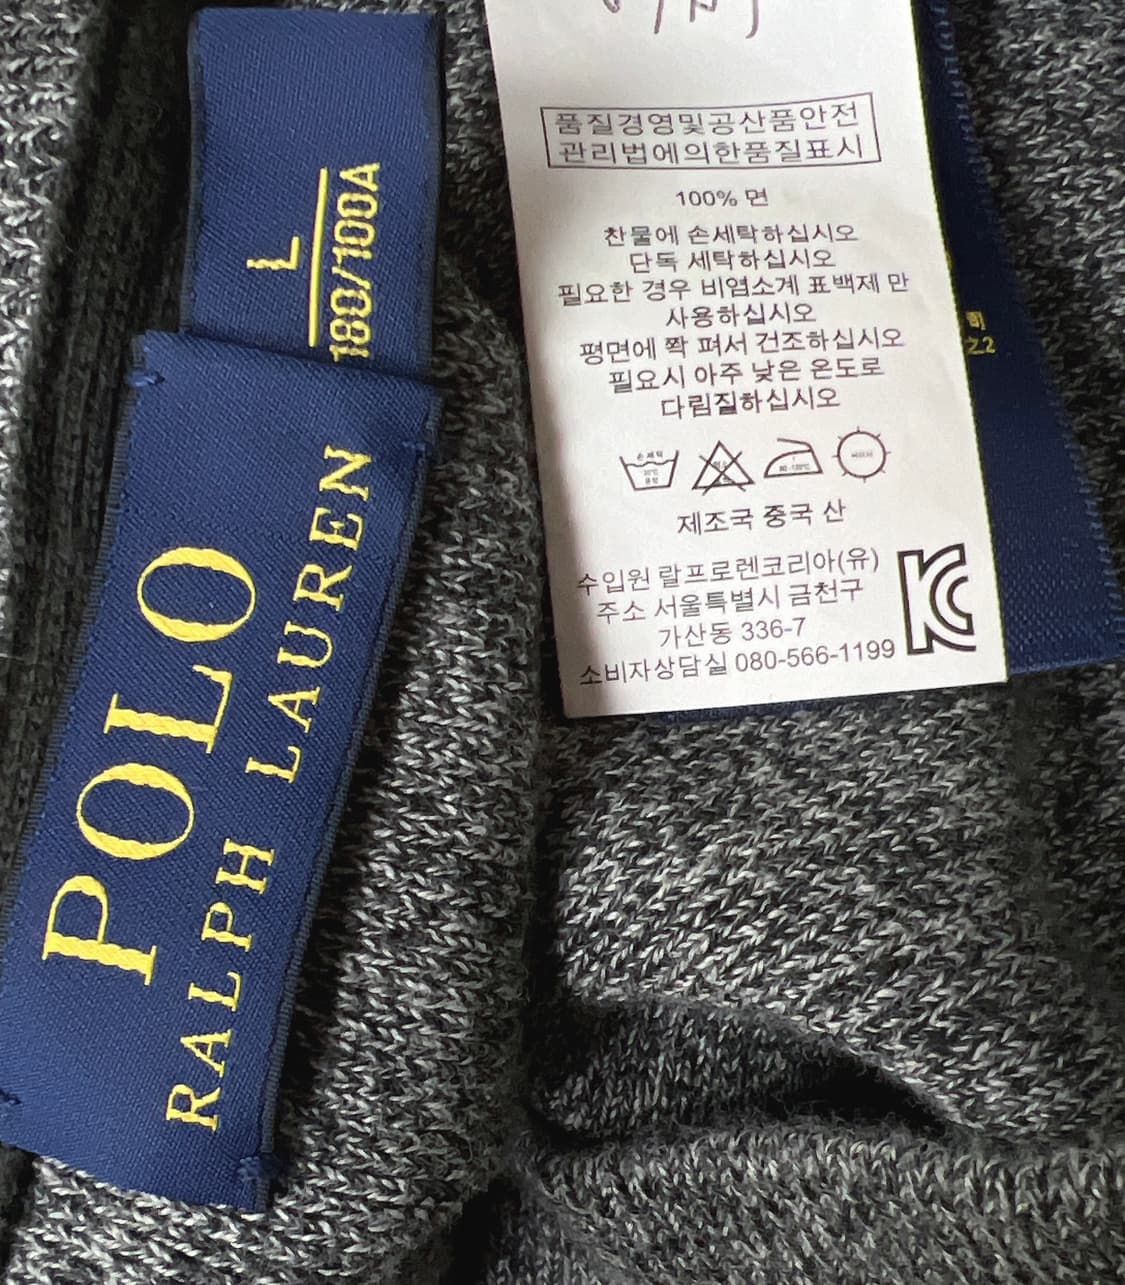 L
180/100A
POLO
RALPH LAUREN
품질경영및공산품안전
관리법에의한품질표시
100% 면
찬물에 손세탁하십시오
단독 세탁하십시오
필요한 경우 비염소계 표백제 만
사용하십시오
평면에 쫙 펴서 건조하십시오
필요시 아주 낮은 온도로
다림질하십시오
손세탁
제조국 중국 산
수입원 랄프로렌코리아(유)
주소 서울특별시 금천구
가산동 336-7
소비자상담실 080-566-1199
KC